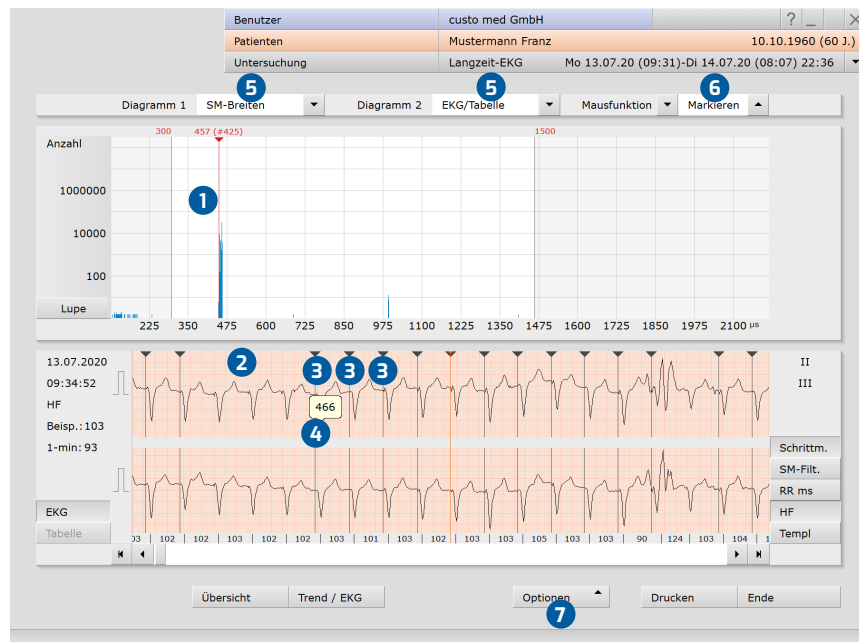 Benutzer custo med GmbH ? _ X
Patienten Mustermann Franz 10.10.1960 (60 J.)
Untersuchung Langzeit-EKG Mo 13.07.20 (09:31)-Di 14.07.20 (08:07) 22:36
5 5 6
Diagramm 1 SM-Breiten Diagramm 2 EKG/Tabelle Mausfunktion Markieren
300 457 (#425) 1500
Anzahl
1000000
1
10000
100
Lupe
225 350 475 600 725 850 975 1100 1225 1350 1475 1600 1725 1850 1975 2100 µs
13.07.2020 2 II
09:34:52 3 3 3 III
HF
Beisp.:103 466
1-min: 93 4
Schrittm.
SM-Filt.
RR ms
EKG HF
Tabelle 03 102 102 103 102 102 103 101 103 102 103 103 105 103 103 90 124 103 104 1 Templ
Übersicht Trend / EKG Optionen Drucken Ende
7